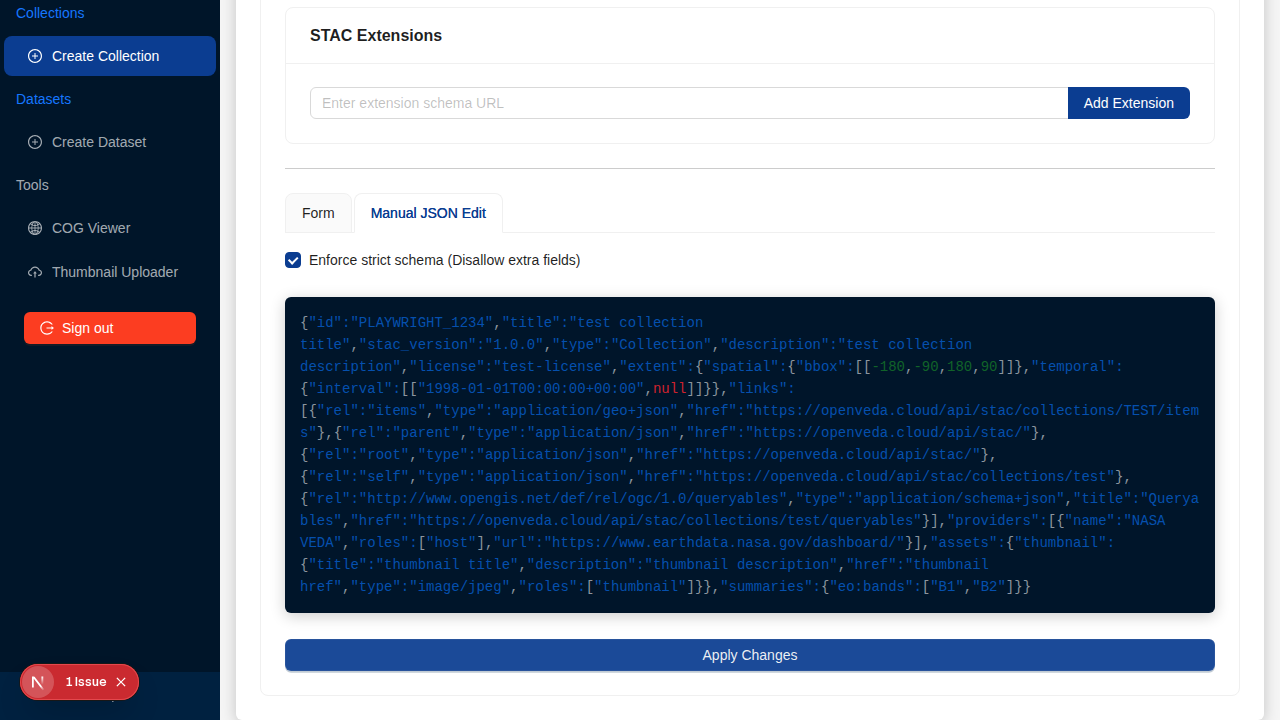 Collections
Create Collection
Datasets
Create Dataset
Tools
COG Viewer
Thumbnail Uploader
Sign out
1 Issue
STAC Extensions
Enter extension schema URL
Add Extension
Form
Manual JSON Edit
Enforce strict schema (Disallow extra fields)
{"id":"PLAYWRIGHT_1234","title":"test collection
title","stac_version":"1.0.0","type":"Collection","description":"test collection
description","license":"test-license","extent":{"spatial":{"bbox":[[-180,-90,180,90]]},"temporal":
{"interval":[["1998-01-01T00:00:00+00:00",null]]}},"links":
[{"rel":"items","type":"application/geo+json","href":"https://openveda.cloud/api/stac/collections/TEST/item
s"},{"rel":"parent","type":"application/json","href":"https://openveda.cloud/api/stac/"},
{"rel":"root","type":"application/json","href":"https://openveda.cloud/api/stac/"},
{"rel":"self","type":"application/json","href":"https://openveda.cloud/api/stac/collections/test"},
{"rel":"http://www.opengis.net/def/rel/ogc/1.0/queryables","type":"application/schema+json","title":"Querya
bles","href":"https://openveda.cloud/api/stac/collections/test/queryables"}],"providers":[{"name":"NASA
VEDA","roles":["host"],"url":"https://www.earthdata.nasa.gov/dashboard/"}],"assets":{"thumbnail":
{"title":"thumbnail title","description":"thumbnail description","href":"thumbnail
href","type":"image/jpeg","roles":["thumbnail"]}},"summaries":{"eo:bands":["B1","B2"]}}
Apply Changes